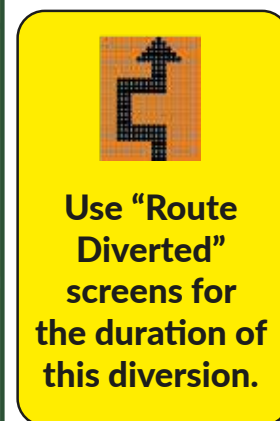 Use “Route
Diverted”
screens for
the duration of
this diversion.